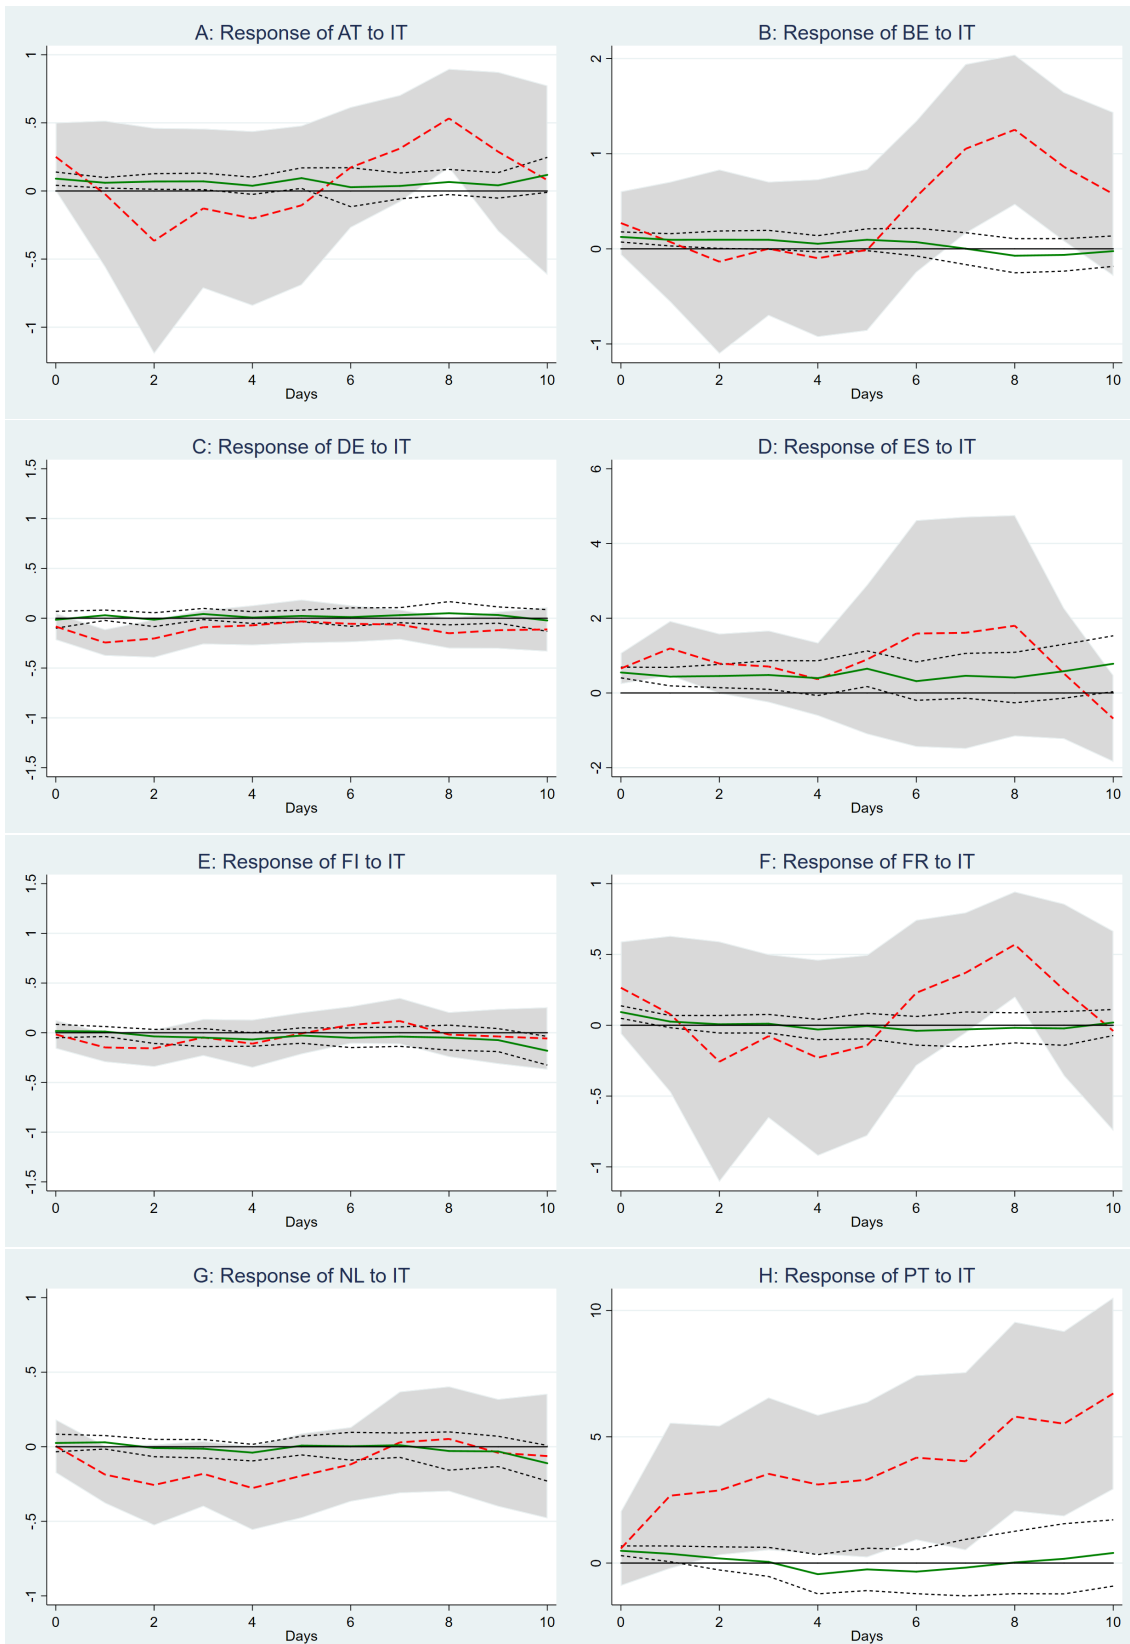 A: Response of AT to IT
1
.5
0
-.5
-1
0 2 4 6 8 10
Days
B: Response of BE to IT
2
1
0
-1
0 2 4 6 8 10
Days
C: Response of DE to IT
1.5
1
.5
0
-.5
-1
-1.5
0 2 4 6 8 10
Days
D: Response of ES to IT
6
4
2
0
-2
0 2 4 6 8 10
Days
E: Response of FI to IT
1.5
1
.5
0
-.5
-1
-1.5
0 2 4 6 8 10
Days
F: Response of FR to IT
1
.5
0
-.5
-1
0 2 4 6 8 10
Days
G: Response of NL to IT
1
.5
0
-.5
-1
0 2 4 6 8 10
Days
H: Response of PT to IT
10
5
0
0 2 4 6 8 10
Days